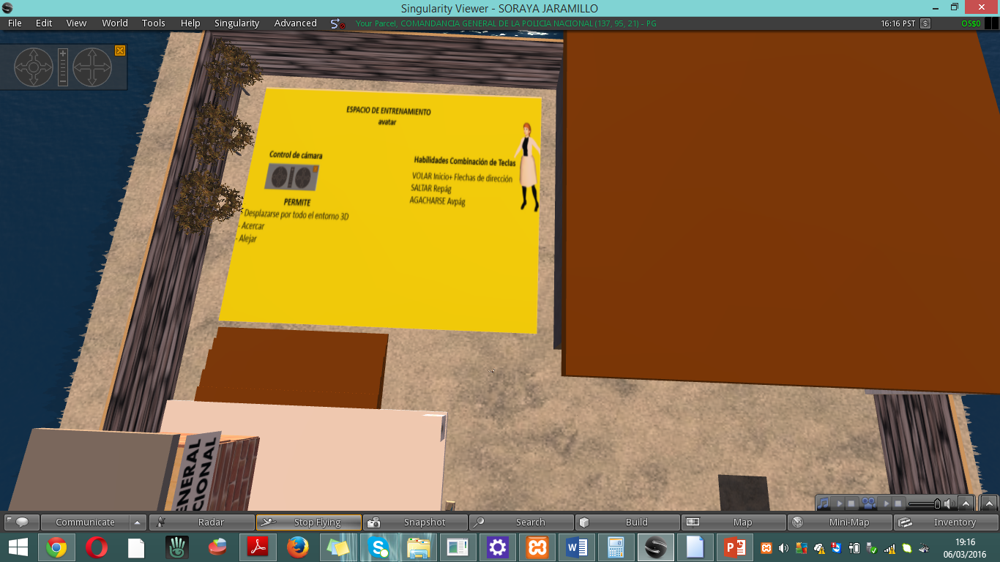 Singularity Viewer - SORAYA JARAMILLO
File Edit View World Tools Help Singularity Advanced Your Parcel, COMANDANCIA GENERAL DE LA POLICIA NACIONAL (137, 95, 21) - PG 16:16 PST $ OS$0
ESPACIO DE ENTRENAMIENTO
avatar
Control de cámara
PERMITE
- Desplazarse por todo el entorno 3D
- Acercar
- Alejar
Habilidades Combinación de Teclas
VOLAR Inicio+ Flechas de dirección
SALTAR Repág
AGACHARSE Avpág
ENERAL
CIONAL
Communicate Radar Stop Flying Snapshot Search Build Map Mini-Map Inventory
19:16
06/03/2016